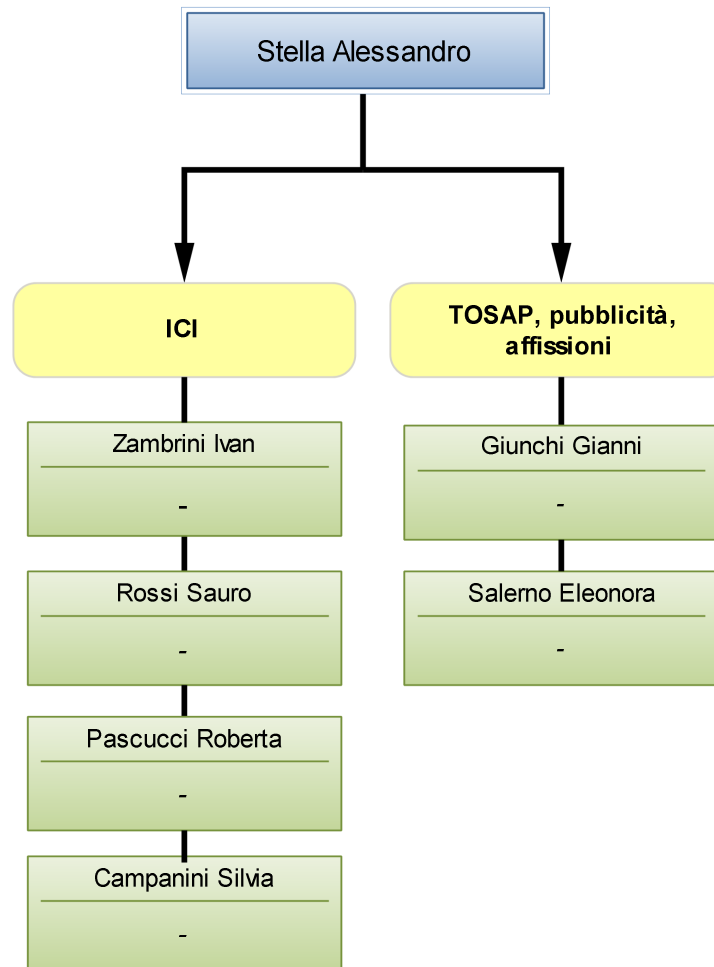 Stella Alessandro
ICI
Zambrini Ivan
-
Rossi Sauro
-
Pascucci Roberta
-
Campanini Silvia
-
TOSAP, pubblicità,
affissioni
Giunchi Gianni
-
Salerno Eleonora
-